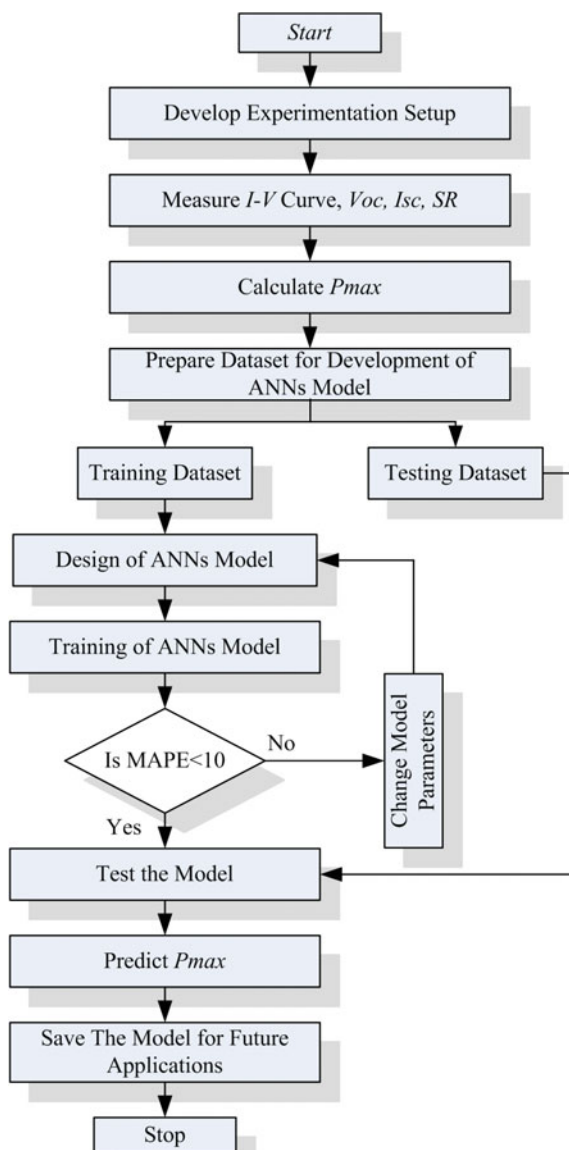 Start
Develop Experimentation Setup
Measure I-V Curve, Voc, Isc, SR
Calculate Pmax
Prepare Dataset for Development of
ANNs Model
Training Dataset
Testing Dataset
Design of ANNs Model
Training of ANNs Model
Is MAPE<10
No
Change Model
Parameters
Yes
Test the Model
Predict Pmax
Save The Model for Future
Applications
Stop